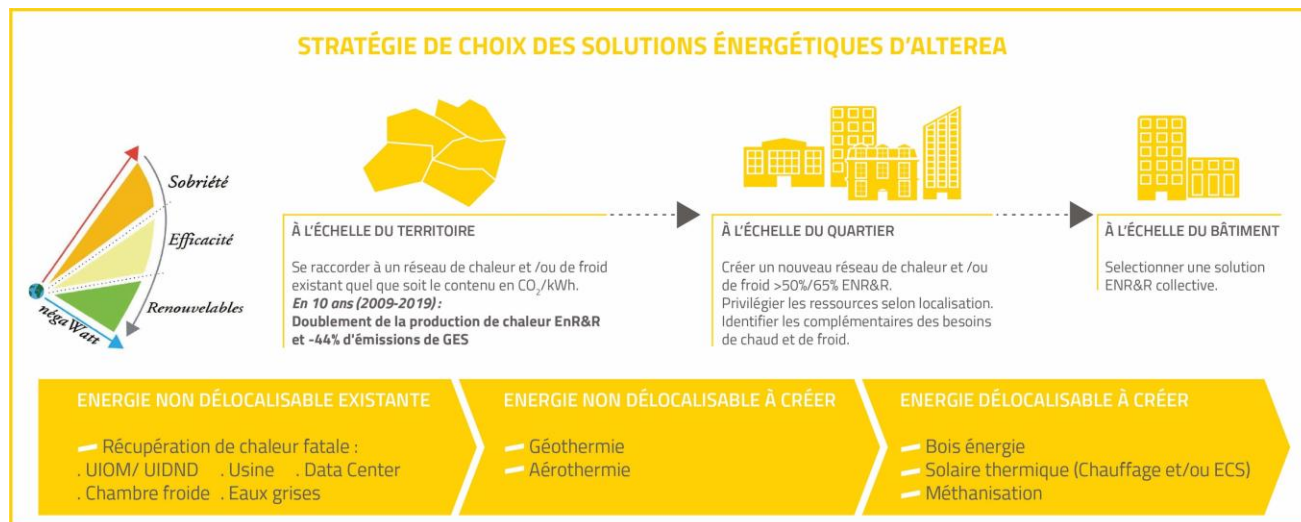 STRATÉGIE DE CHOIX DES SOLUTIONS ÉNERGÉTIQUES D'ALTEREA
Sobriété
Efficacité
Renouvelables
négaWatt
À L'ÉCHELLE DU TERRITOIRE
Se raccorder à un réseau de chaleur et /ou de froid
existant quel que soit le contenu en CO₂/kWh.
En 10 ans (2009-2019) :
Doublement de la production de chaleur EnR&R
et -44% d'émissions de GES
À L'ÉCHELLE DU QUARTIER
Créer un nouveau réseau de chaleur et /ou
de froid >50%/65% ENR&R.
Privilégier les ressources selon localisation.
Identifier les complémentaires des besoins
de chaud et de froid.
À L'ÉCHELLE DU BÂTIMENT
Selectionner une solution
ENR&R collective.
ENERGIE NON DÉLOCALISABLE EXISTANTE
Récupération de chaleur fatale :
. UIOM/ UIDND . Usine . Data Center
. Chambre froide . Eaux grises
ENERGIE NON DÉLOCALISABLE À CRÉER
Géothermie
Aérothermie
ENERGIE DÉLOCALISABLE À CRÉER
Bois énergie
Solaire thermique (Chauffage et/ou ECS)
Méthanisation